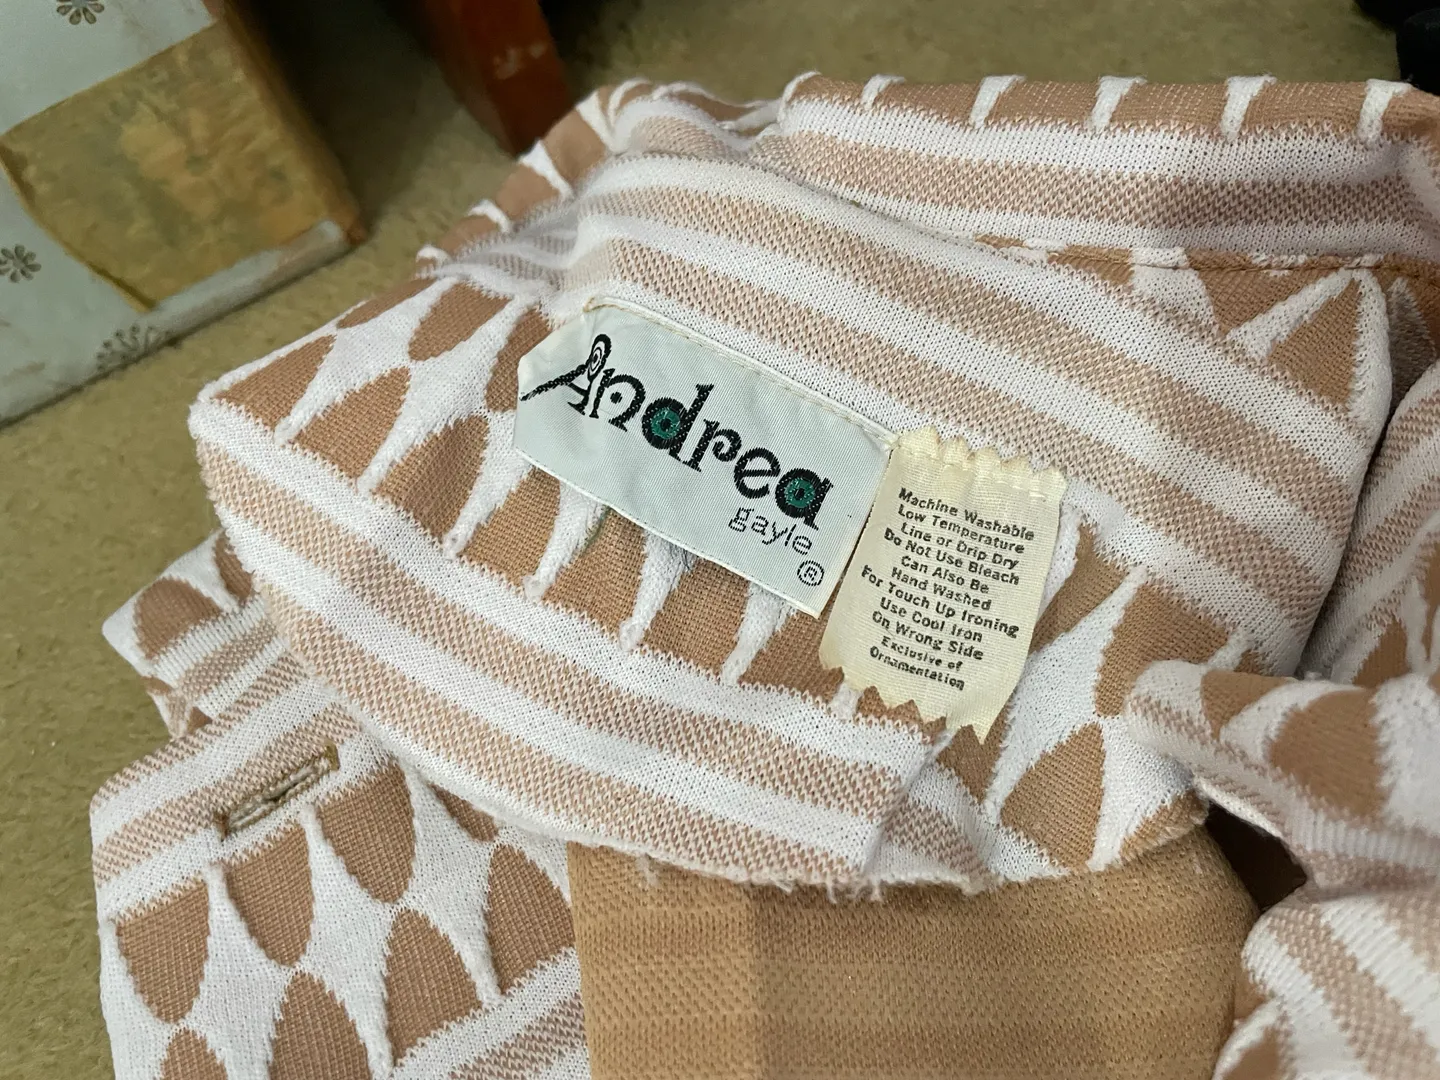 Andrea
gayle
®
Machine Washable
Low Temperature
Line or Drip Dry
Do Not Use Bleach
Can Also Be
Hand Washed
For Touch Up Ironing
Use Cool Iron
On Wrong Side
Exclusive of
Ornamentation